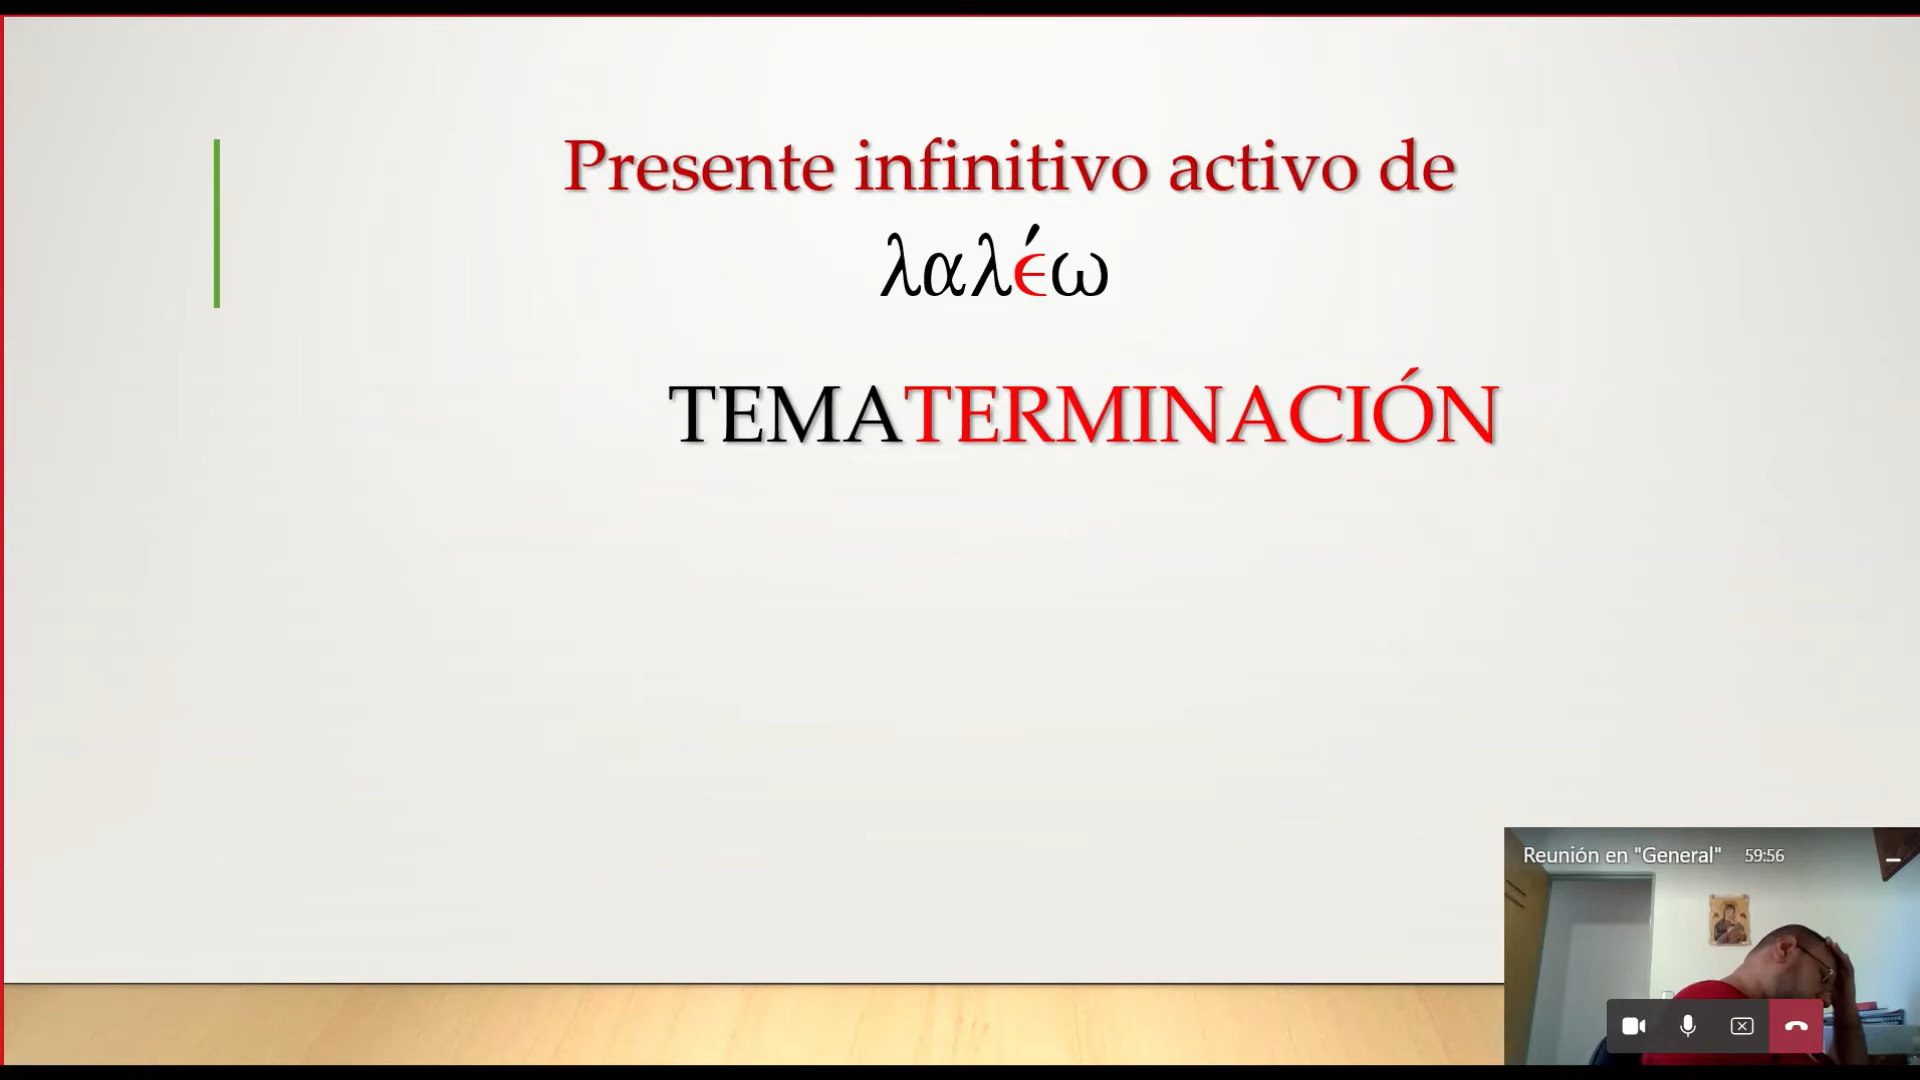 Presente infinitivo activo de
λαλέω
TEMATERMINACIÓN
Reunión en "General" 59:56